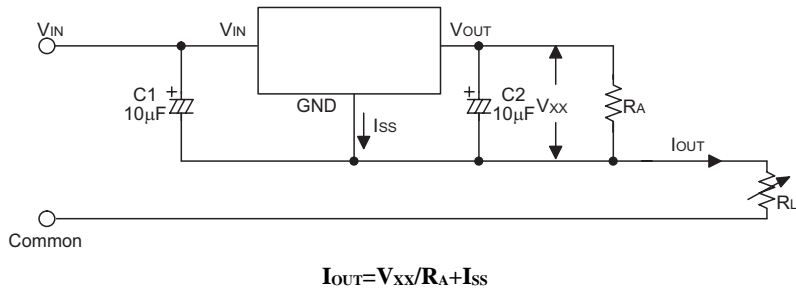 VIN
VIN
VOUT
C1
10μF
GND
ISS
C2
10μF
VXX
RA
IOUT
RL
Common
IOUT=VXX/RA+ISS